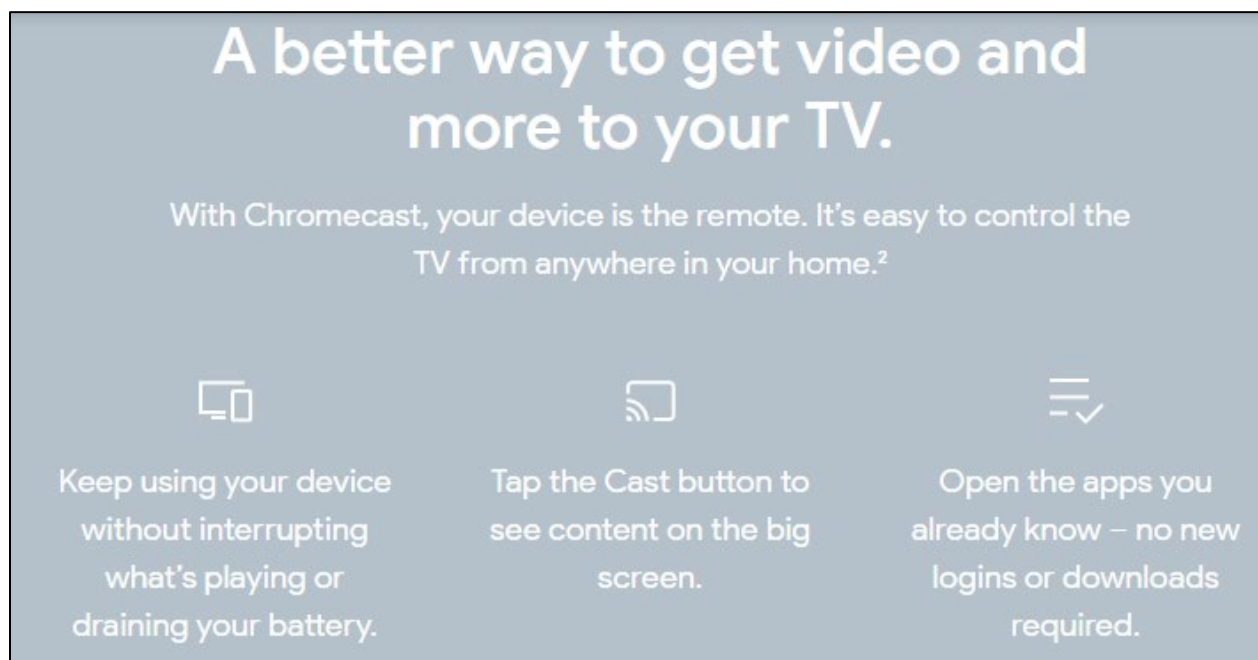 A better way to get video and
more to your TV.
With Chromecast, your device is the remote. It's easy to control the
TV from anywhere in your home.²
Keep using your device
without interrupting
what's playing or
draining your battery.
Tap the Cast button to
see content on the big
screen.
Open the apps you
already know – no new
logins or downloads
required.